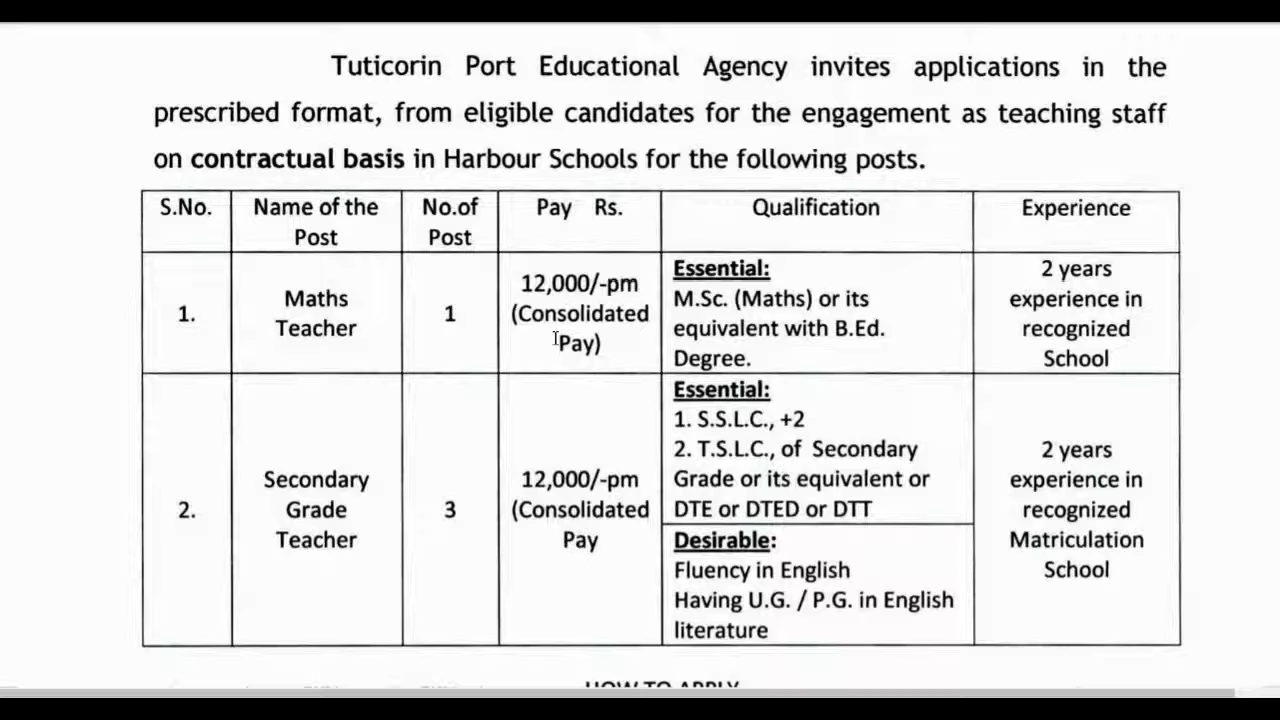 Tuticorin Port Educational Agency invites applications in the
prescribed format, from eligible candidates for the engagement as teaching staff
on contractual basis in Harbour Schools for the following posts.
S.No. Name of the Post No.of Post Pay Rs. Qualification Experience
1.
Maths
Teacher
1
12,000/-pm
(Consolidated
Pay)
Essential:
M.Sc. (Maths) or its
equivalent with B.Ed.
Degree.
2 years
experience in
recognized
School
2.
Secondary
Grade
Teacher
3
12,000/-pm
(Consolidated
Pay
Essential:
1. S.S.L.C., +2
2. T.S.L.C., of Secondary
Grade or its equivalent or
DTE or DTED or DTT
Desirable:
Fluency in English
Having U.G. / P.G. in English
literature
2 years
experience in
recognized
Matriculation
School
HOW TO APPLY